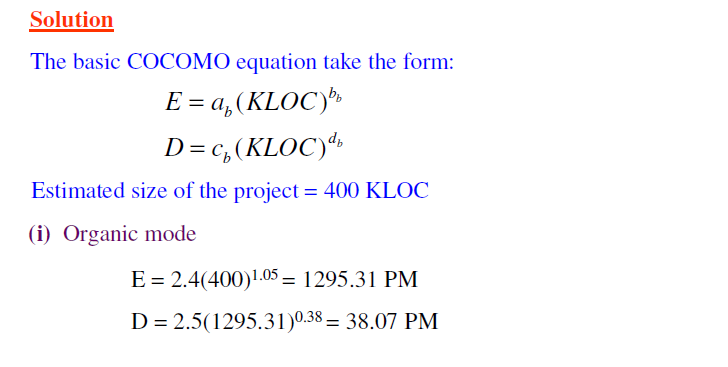 Solution
The basic COCOMO equation take the form:
E = a_b (KLOC)^{b_b}
D = c_b (KLOC)^{d_b}
Estimated size of the project = 400 KLOC
(i) Organic mode
E = 2.4(400)^{1.05} = 1295.31 PM
D = 2.5(1295.31)^{0.38} = 38.07 PM